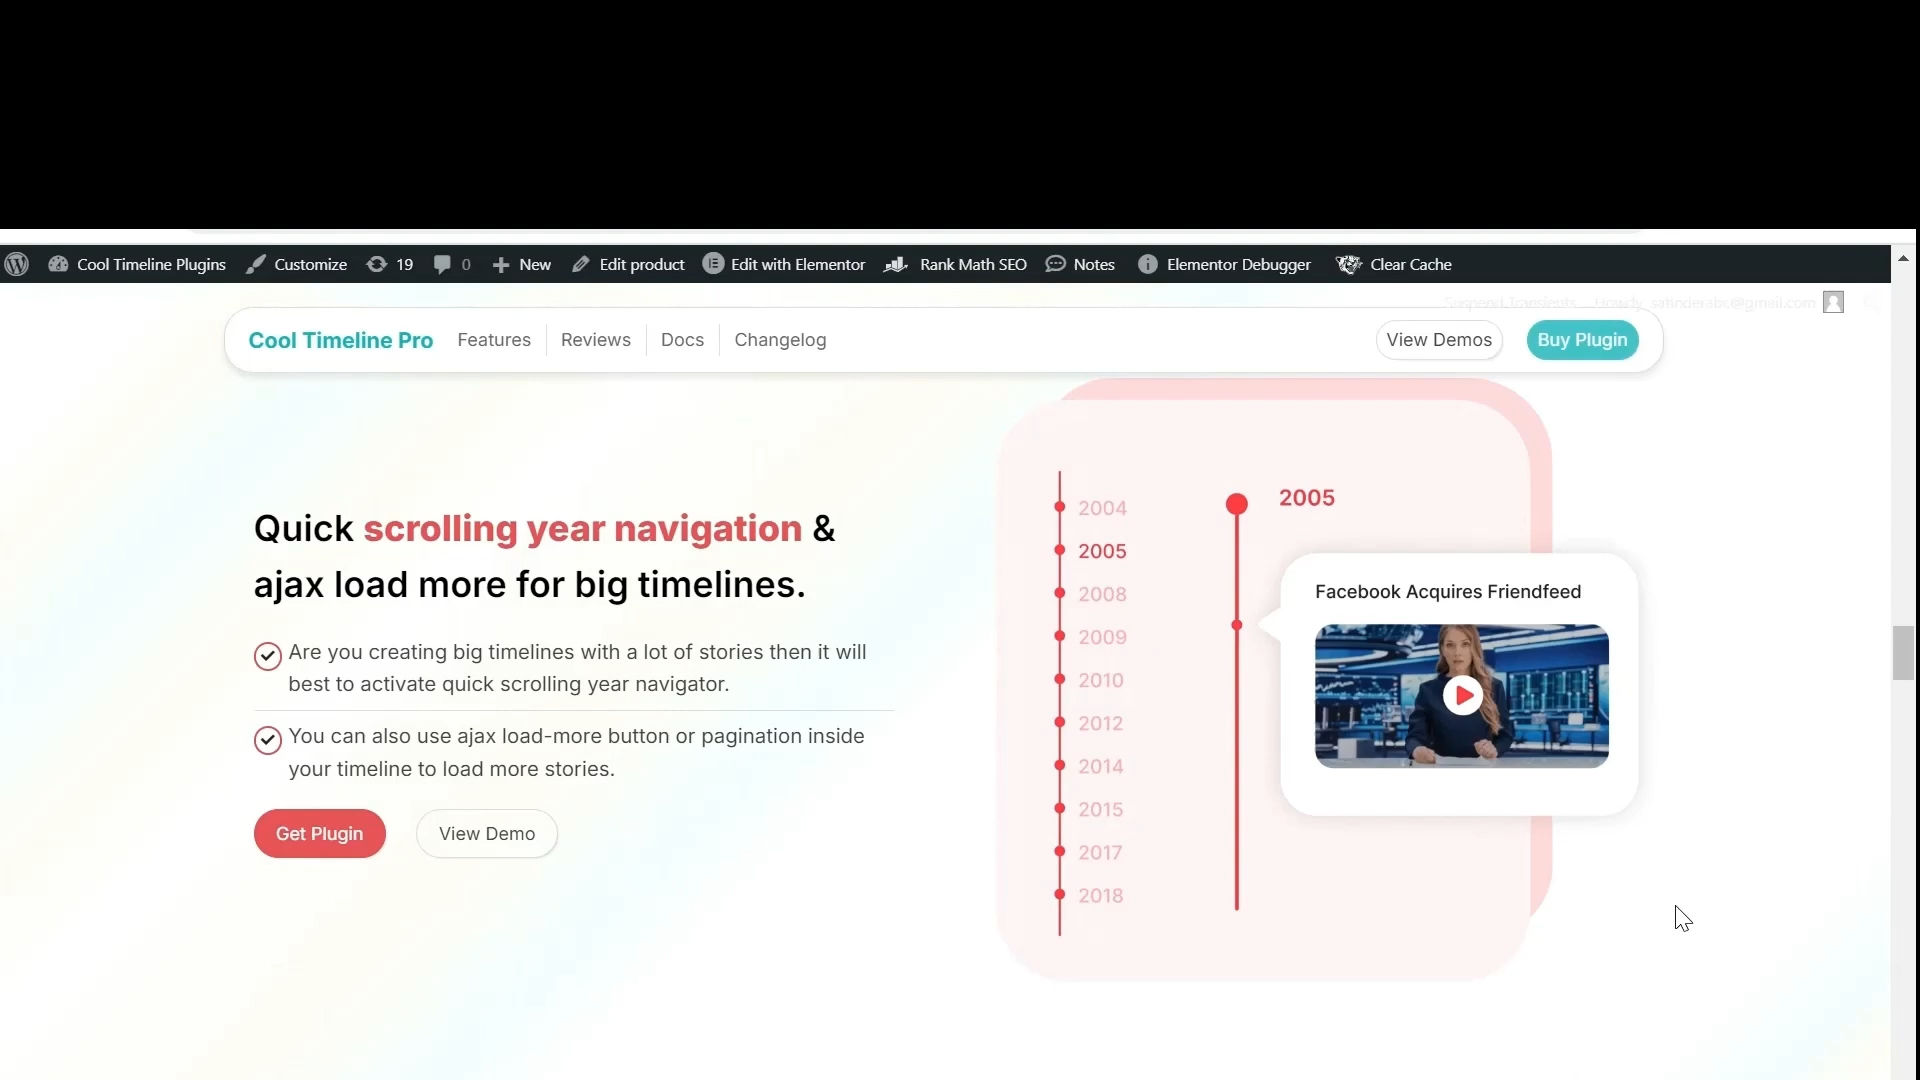 Cool Timeline Plugins Customize 19 0 New Edit product Edit with Elementor Rank Math SEO Notes Elementor Debugger Clear Cache
Suspend Transients Howdy,
Cool Timeline Pro Features Reviews Docs Changelog View Demos Buy Plugin
Quick scrolling year navigation &
ajax load more for big timelines.
Are you creating big timelines with a lot of stories then it will
best to activate quick scrolling year navigator.
You can also use ajax load-more button or pagination inside
your timeline to load more stories.
Get Plugin View Demo
2004
2005
2008
2009
2010
2012
2014
2015
2017
2018
2005
Facebook Acquires Friendfeed